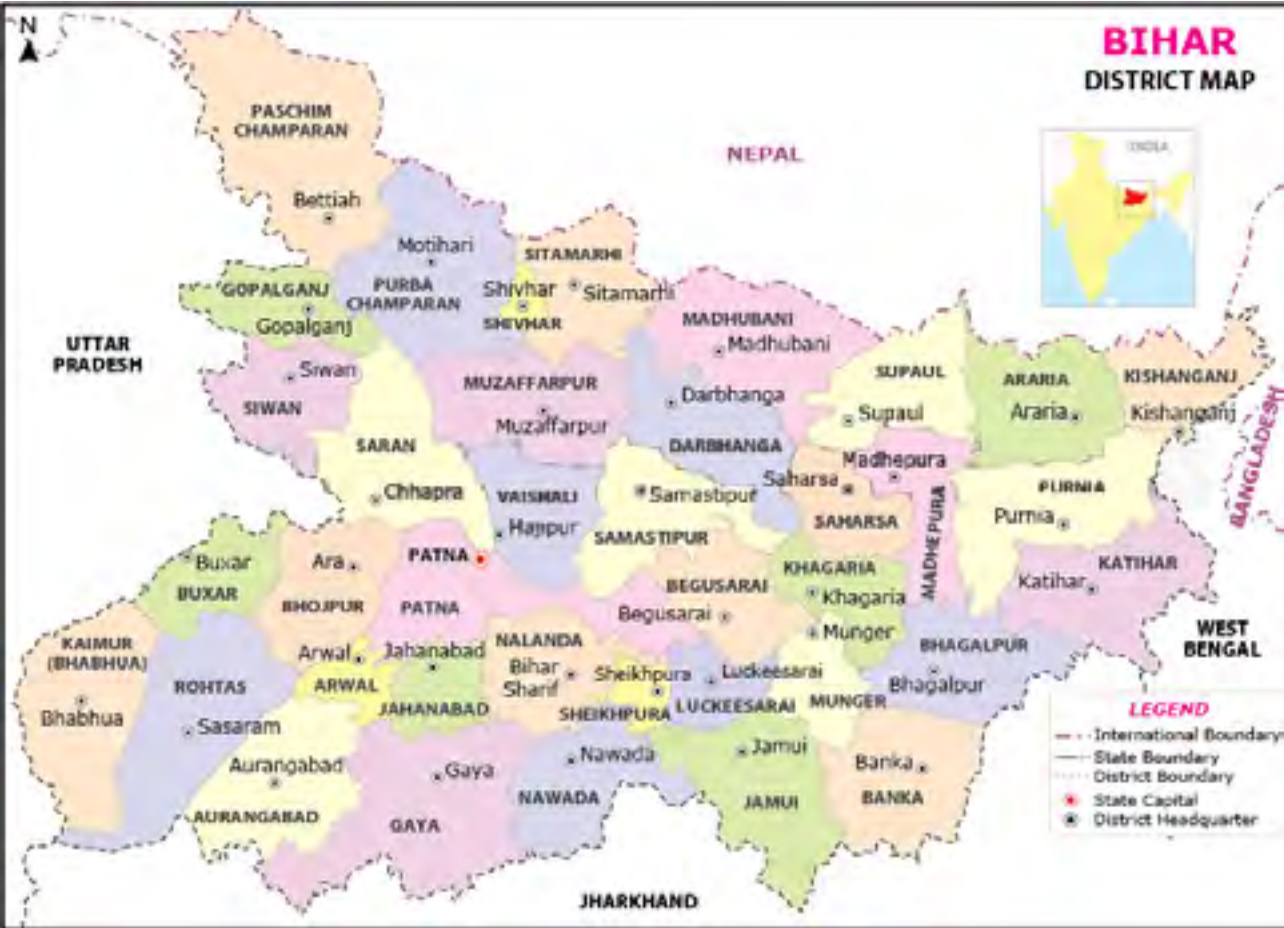 N
BIHAR
DISTRICT MAP
INDIA
NEPAL
UTTAR
PRADESH
BANGLADESH
WEST
BENGAL
JHARKHAND
PASCHIM
CHAMPARAN
Bettiah
Motihari
PURBA
CHAMPARAN
SITAMARHI
Sitamarhi
Shivhar
SHIVHAR
GOPALGANJ
Gopalganj
Siwan
SIWAN
SARAN
Chhapra
MUZAFFARPUR
Muzaffarpur
MADHUBANI
Madhubani
Darbhanga
DARBHANGA
SUPAUL
Supaul
ARARIA
Araria
KISHANGANJ
Kishanganj
VAISHALI
Hajipur
Samastipur
SAMASTIPUR
Saharsa
SAHARSA
Madhepura
MADHEPURA
PURNIA
Purnia
KATIHAR
Katihar
Buxar
BUXAR
Ara
BHOJPUR
PATNA
PATNA
BEGUSARAI
Begusarai
KHAGARIA
Khagaria
Munger
MUNGER
BHAGALPUR
Bhagalpur
KAIMUR
(BHABHUA)
Bhabhua
ROHTAS
Sasaram
Arwal
ARWAL
Jahanabad
JAHANABAD
NALANDA
Bihar
Sharif
Sheikhpura
SHEIKHPURA
Luckeesarai
LUCKEESARAI
Aurangabad
AURANGABAD
Gaya
GAYA
Nawada
NAWADA
Jamui
JAMUI
Banka
BANKA
LEGEND
International Boundary
State Boundary
District Boundary
State Capital
District Headquarter